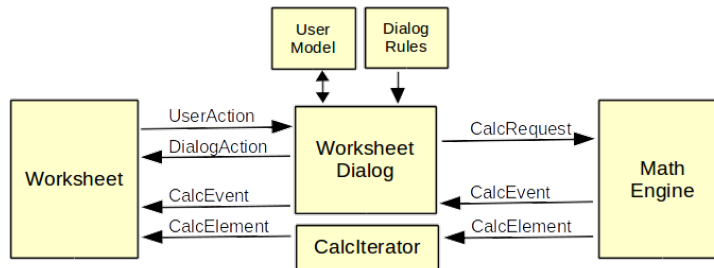 User
Model
Dialog
Rules
UserAction
DialogAction
CalcEvent
CalcElement
Worksheet
Worksheet
Dialog
CalcIterator
CalcRequest
CalcEvent
CalcElement
Math
Engine